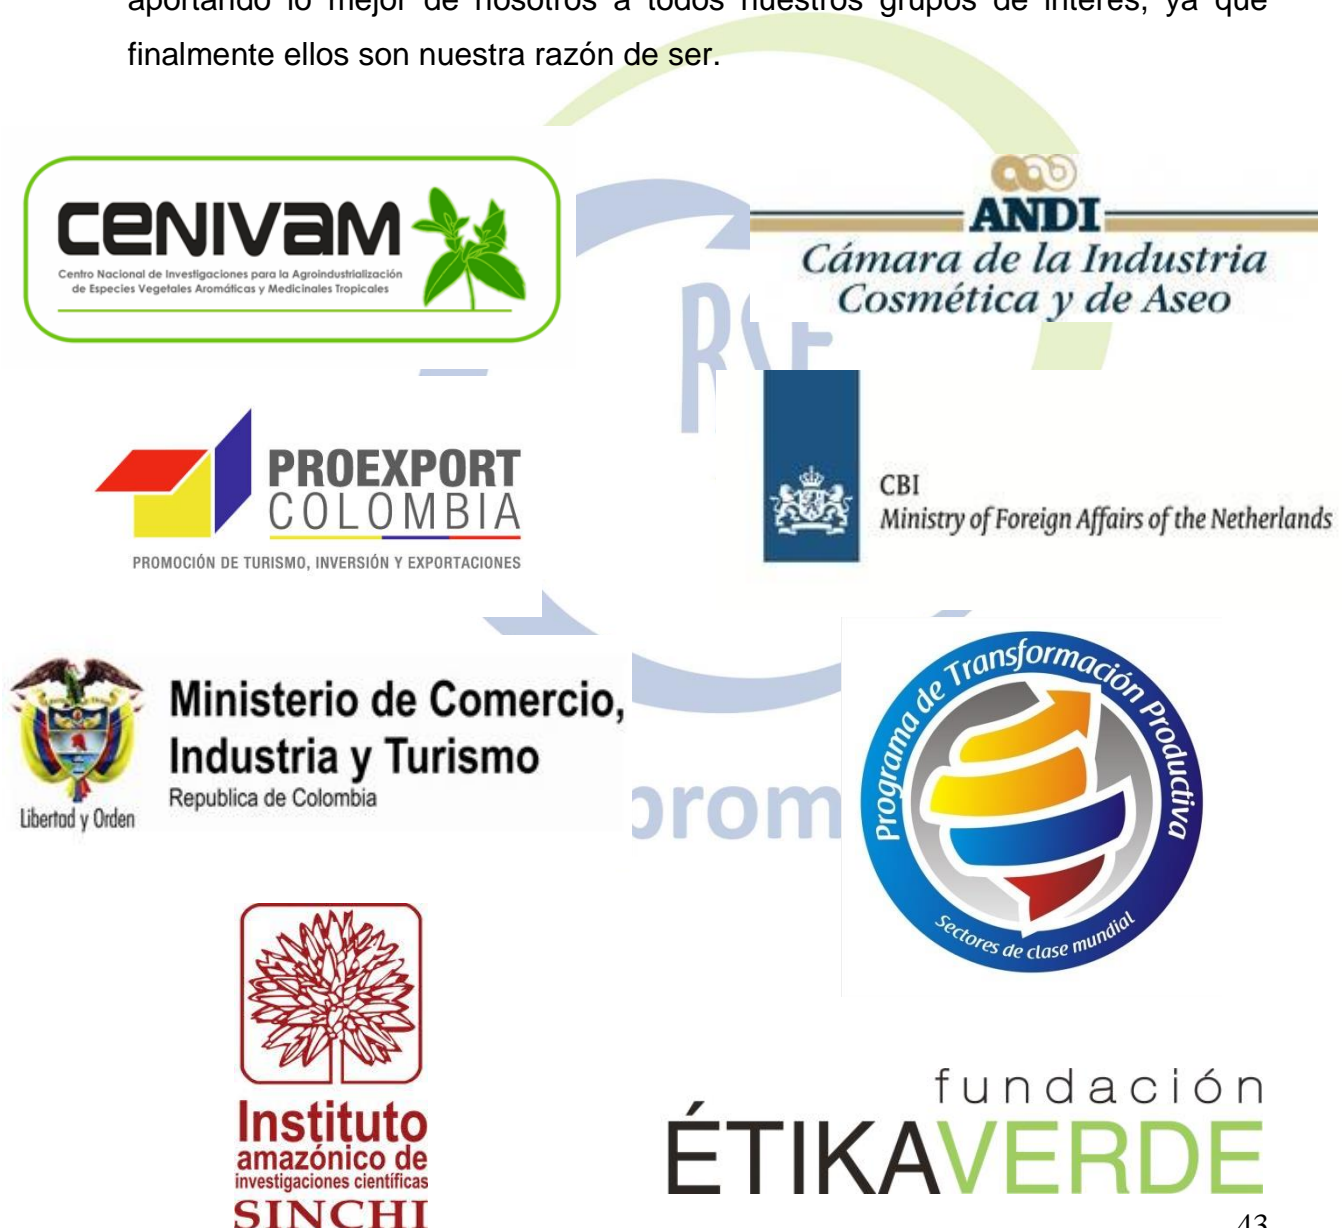 aportando lo mejor de nosotros a todos nuestros grupos de interés, ya que
finalmente ellos son nuestra razón de ser.
CENIVAM
Centro Nacional de Investigaciones para la Agroindustrialización
de Especies Vegetales Aromáticas y Medicinales Tropicales
ANDI
Cámara de la Industria
Cosmética y de Aseo
RSE
PROEXPORT
COLOMBIA
PROMOCIÓN DE TURISMO, INVERSIÓN Y EXPORTACIONES
CBI
Ministry of Foreign Affairs of the Netherlands
Libertad y Orden
Ministerio de Comercio,
Industria y Turismo
Republica de Colombia
prom
Programa de Transformación Productiva
Sectores de clase mundial
Instituto
amazónico de
investigaciones científicas
SINCHI
fundación
ÉTIKAVERDE
43